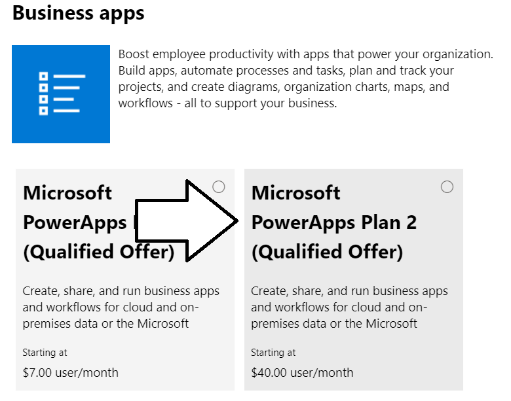 Business apps
Boost employee productivity with apps that power your organization.
Build apps, automate processes and tasks, plan and track your
projects, and create diagrams, organization charts, maps, and
workflows - all to support your business.
Microsoft
PowerApps
(Qualified Offer)
Create, share, and run business apps
and workflows for cloud and on-
premises data or the Microsoft
Starting at
$7.00 user/month
Microsoft
PowerApps Plan 2
(Qualified Offer)
Create, share, and run business apps
and workflows for cloud and on-
premises data or the Microsoft
Starting at
$40.00 user/month